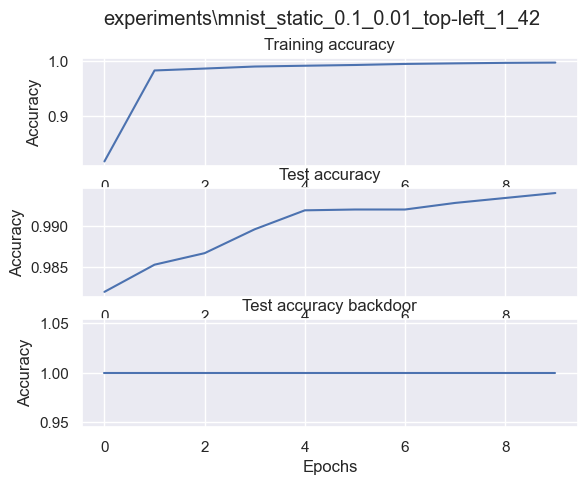 experiments\mnist_static_0.1_0.01_top-left_1_42
Training accuracy
1.0
0.9
Accuracy
0 2 4 6 8
Test accuracy
0.990
0.985
Accuracy
0 2 4 6 8
Test accuracy backdoor
1.05
1.00
0.95
Accuracy
0 2 4 6 8
Epochs